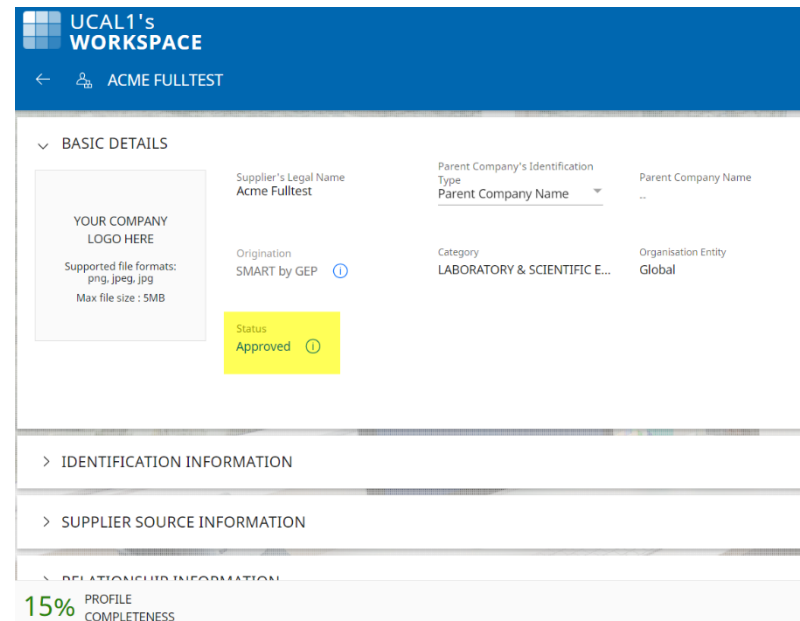 UCAL1's
WORKSPACE
ACME FULLTEST
BASIC DETAILS
YOUR COMPANY
LOGO HERE
Supported file formats:
png, jpeg, jpg
Max file size : 5MB
Supplier's Legal Name
Acme Fulltest
Parent Company's Identification
Type
Parent Company Name
Parent Company Name
--
Origination
SMART by GEP
Category
LABORATORY & SCIENTIFIC E...
Organisation Entity
Global
Status
Approved
IDENTIFICATION INFORMATION
SUPPLIER SOURCE INFORMATION
RELATIONSHIP INFORMATION
15% PROFILE
COMPLETENESS